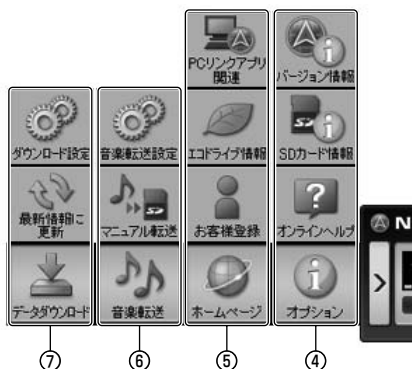 PCリンクアプリ
関連
バージョン情報
ダウンロード設定
音楽転送設定
エコドライブ情報
SDカード情報
最新情報に
更新
マニュアル転送
お客様登録
オンラインヘルプ
N
データダウンロード
音楽転送
ホームページ
オプション
⑦
⑥
⑤
④